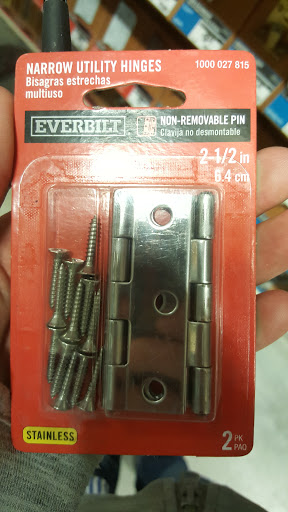 NARROW UTILITY HINGES
1000 027 615
Bisagras estrechas
multiuso
EVERBILT
NON-REMOVABLE PIN
Clavija no desmontable
2-1/2 in
6.4 cm
STAINLESS
2 PK
PAQ